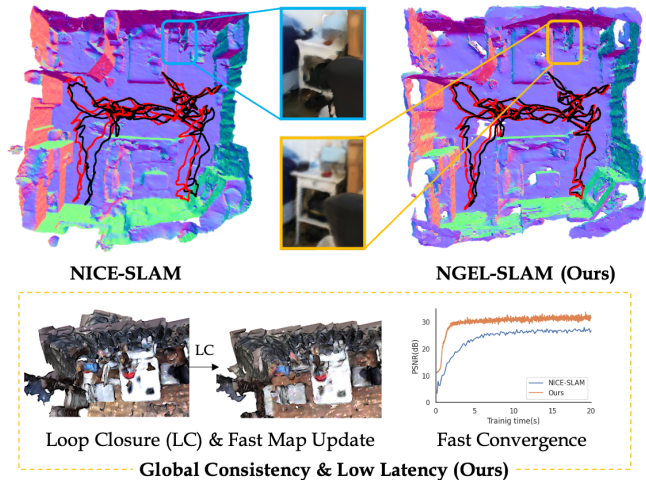 NICE-SLAM
NGEL-SLAM (Ours)
LC
Loop Closure (LC) & Fast Map Update
PSNR(dB)
30
20
10
0
NICE-SLAM
Ours
0
5
10
15
20
Trainig time(s)
Fast Convergence
Global Consistency & Low Latency (Ours)